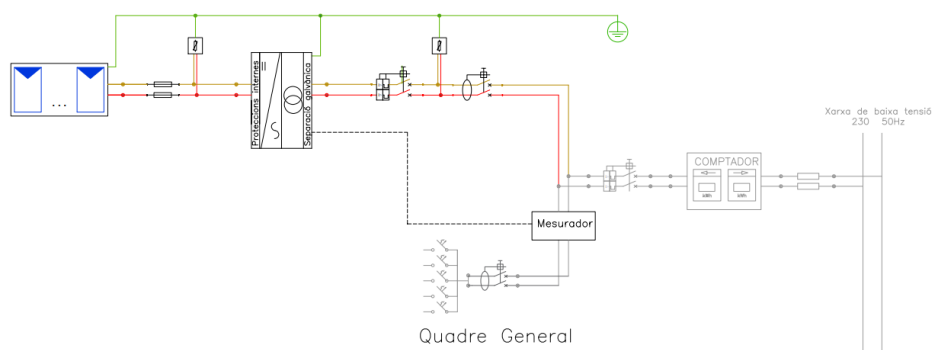 Proteccions internes
Separació galvànica
Xarxa de baixa tensió
230 50Hz
COMPTADOR
kWh
kWh
Mesurador
Quadre General